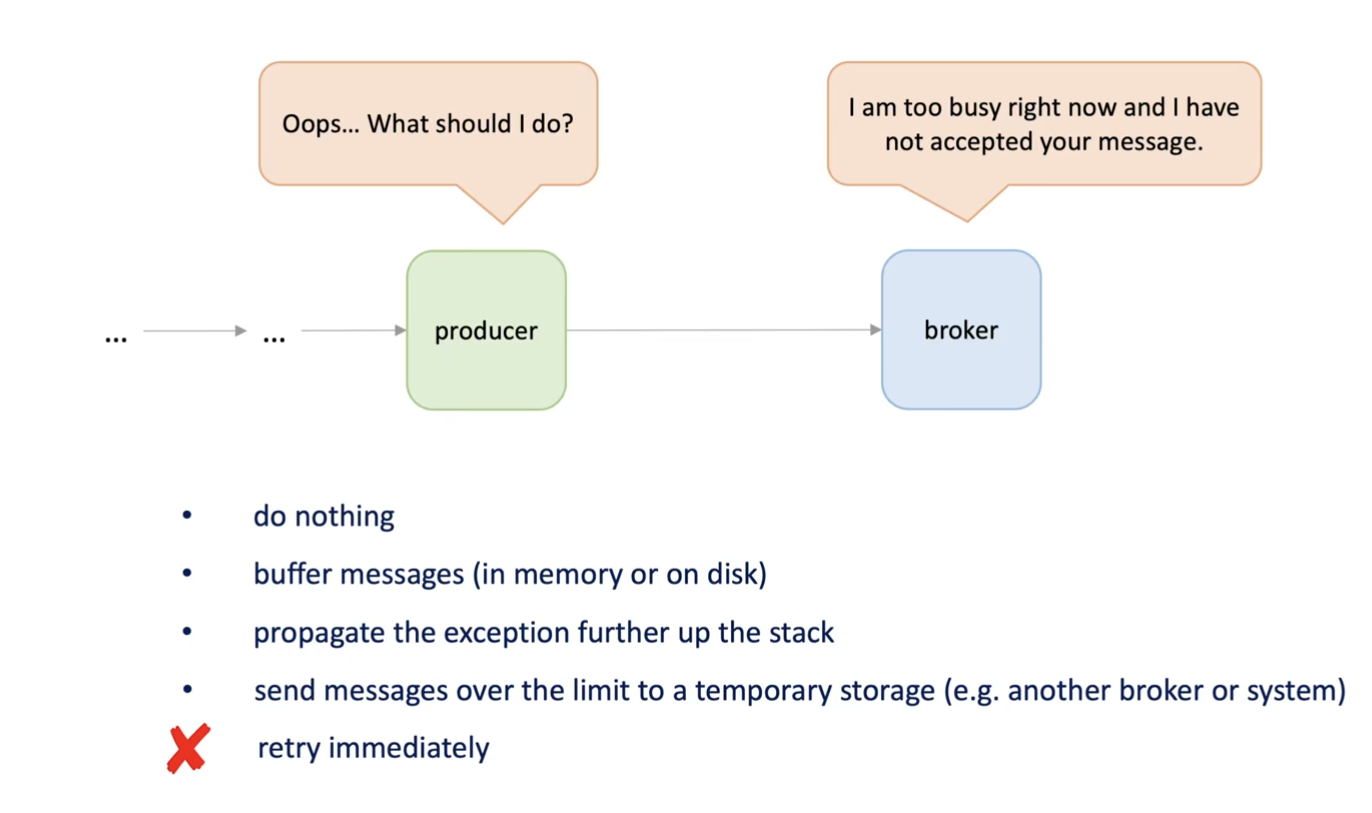 Oops... What should I do?
I am too busy right now and I have
not accepted your message.
...
...
producer
broker
• do nothing
• buffer messages (in memory or on disk)
• propagate the exception further up the stack
• send messages over the limit to a temporary storage (e.g. another broker or system)
retry immediately